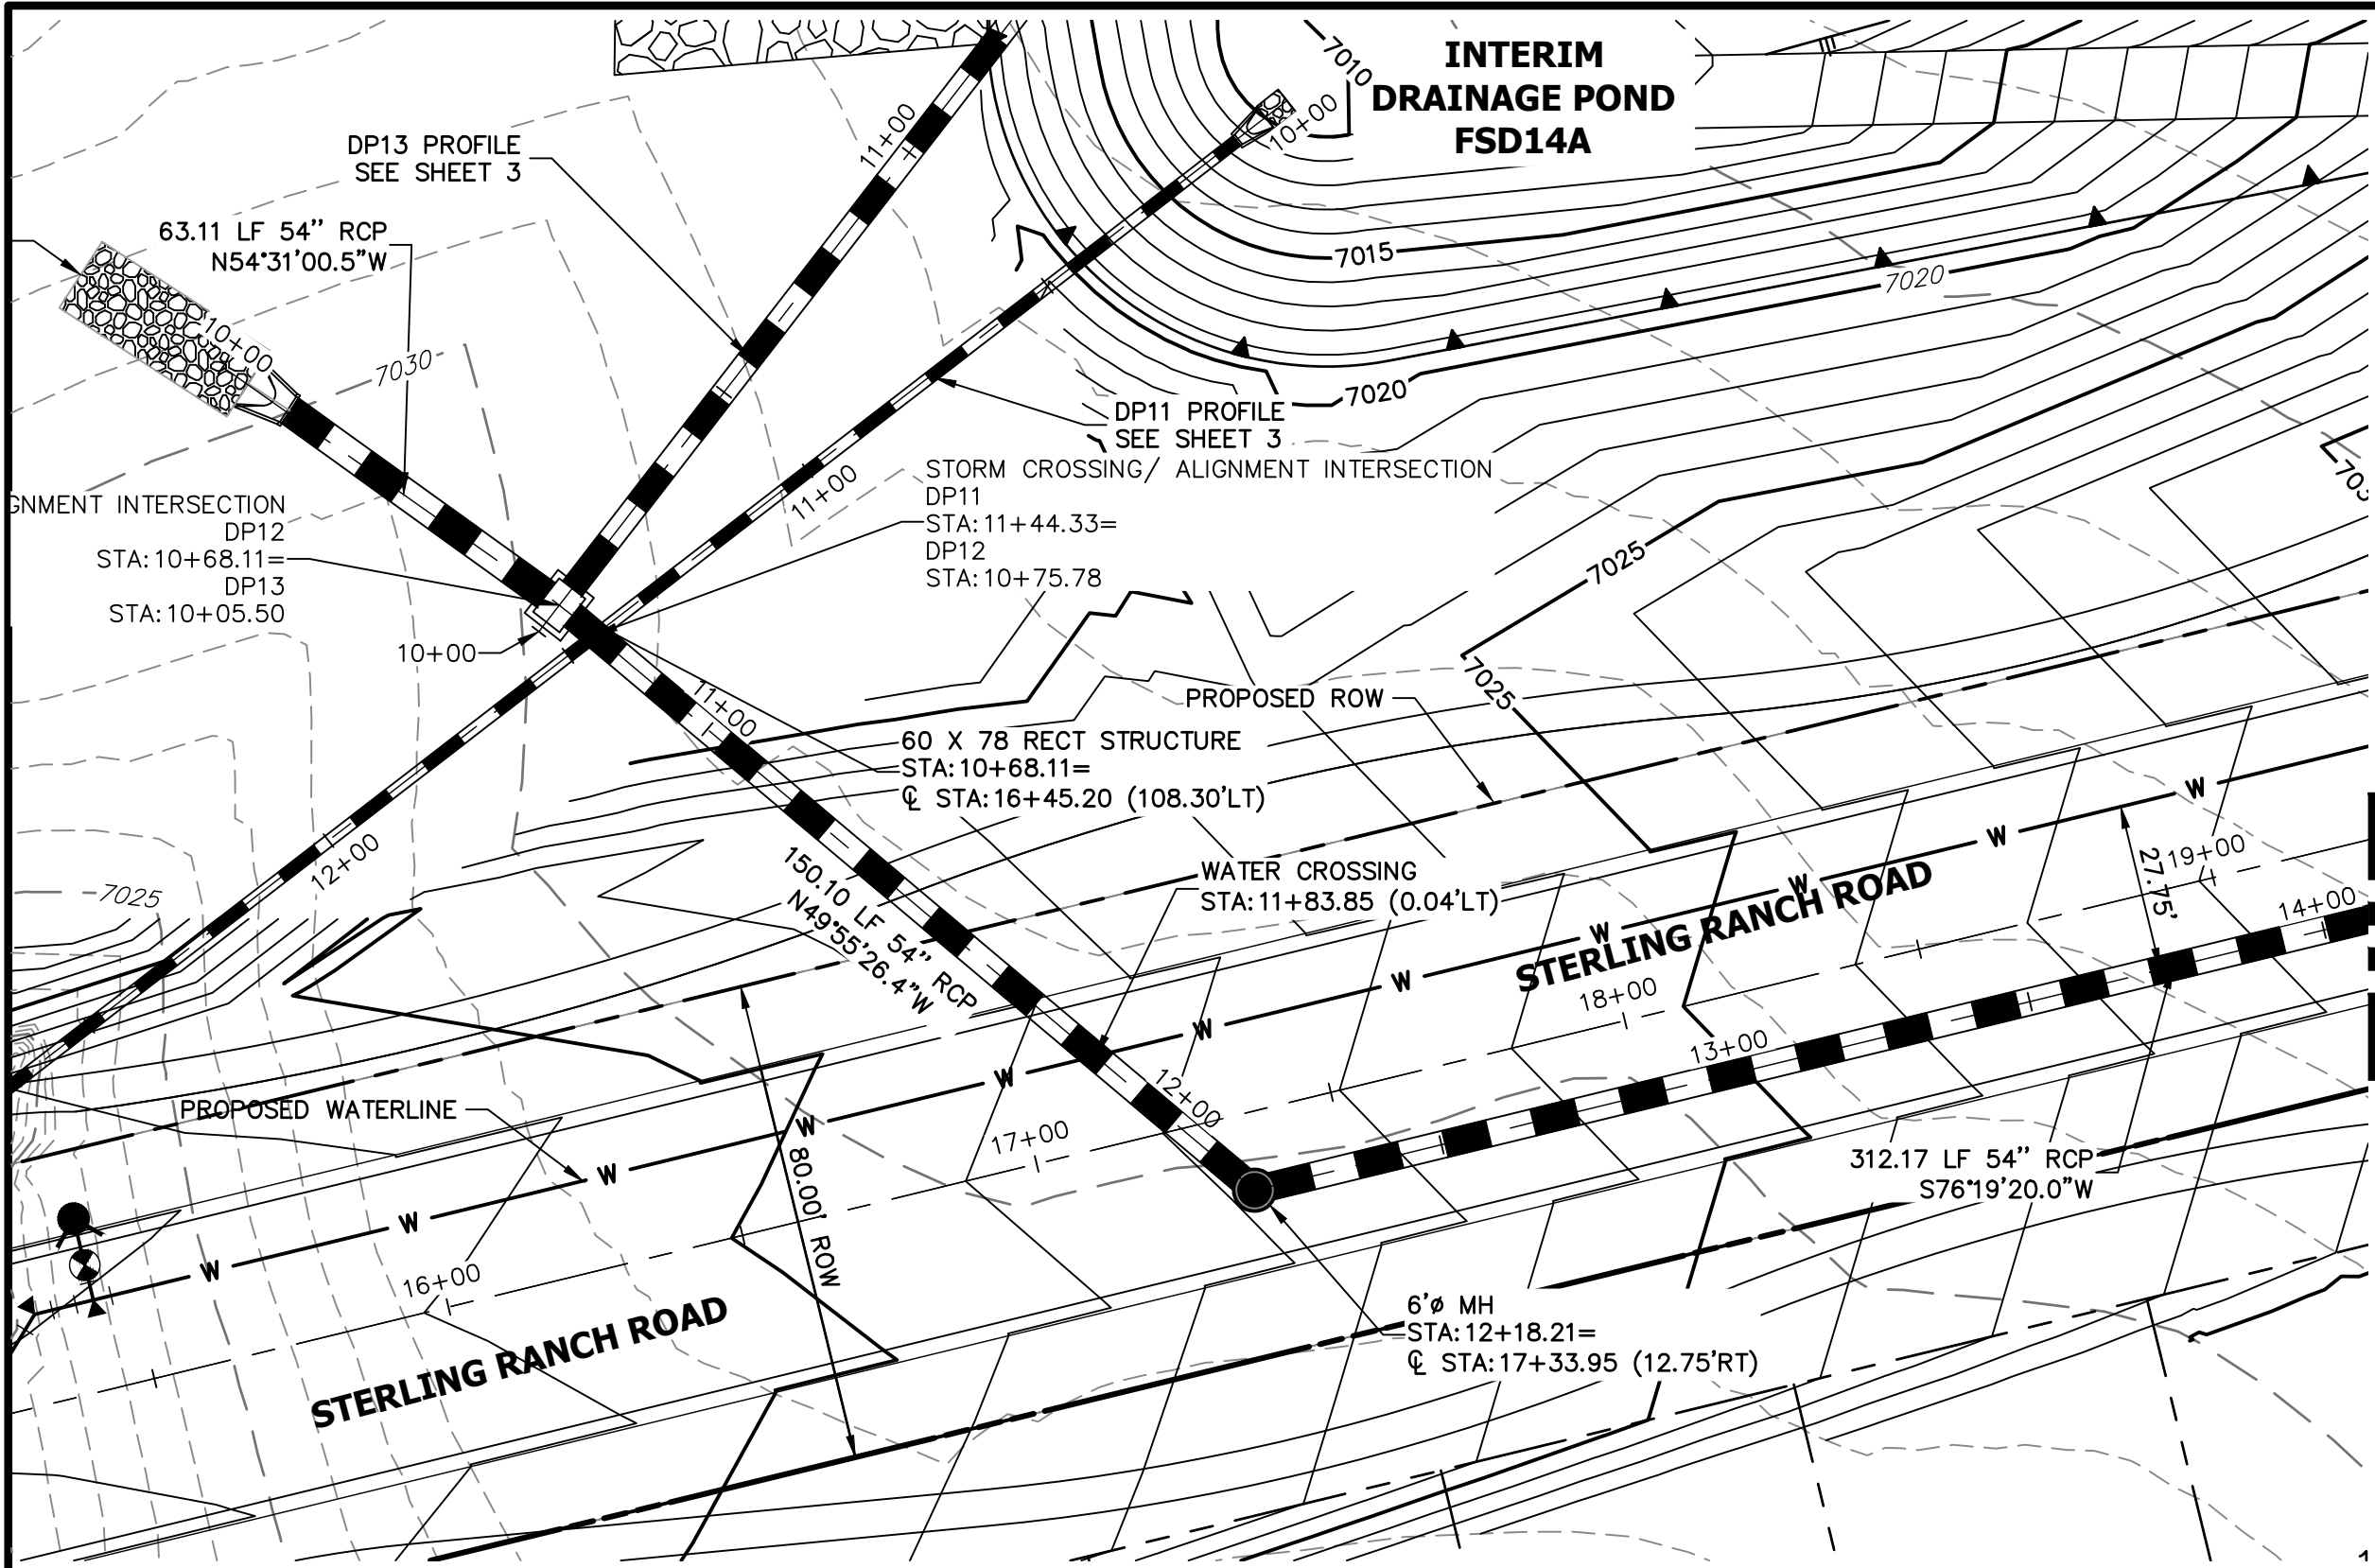 INTERIM
DRAINAGE POND
FSD14A
7010
10+00
11+00
DP13 PROFILE
SEE SHEET 3
63.11 LF 54" RCP
N54°31'00.5"W
10+00
7030
7015
7020
7020
DP11 PROFILE
SEE SHEET 3
11+00
STORM CROSSING/ ALIGNMENT INTERSECTION
DP11
STA:11+44.33=
DP12
STA:10+75.78
GNMENT INTERSECTION
DP12
STA:10+68.11=
DP13
STA:10+05.50
10+00
7025
7025
PROPOSED ROW
11+00
60 X 78 RECT STRUCTURE
STA:10+68.11=
℄ STA:16+45.20 (108.30'LT)
12+00
7025
150.10 LF 54" RCP
N49°55'26.4"W
WATER CROSSING
STA:11+83.85 (0.04'LT)
STERLING RANCH ROAD
W
W
W
W
W
W
W
W
W
W
W
27.75'
19+00
14+00
18+00
13+00
12+00
17+00
PROPOSED WATERLINE
80.00' ROW
312.17 LF 54" RCP
S76°19'20.0"W
16+00
STERLING RANCH ROAD
6'ø MH
STA:12+18.21=
℄ STA:17+33.95 (12.75'RT)